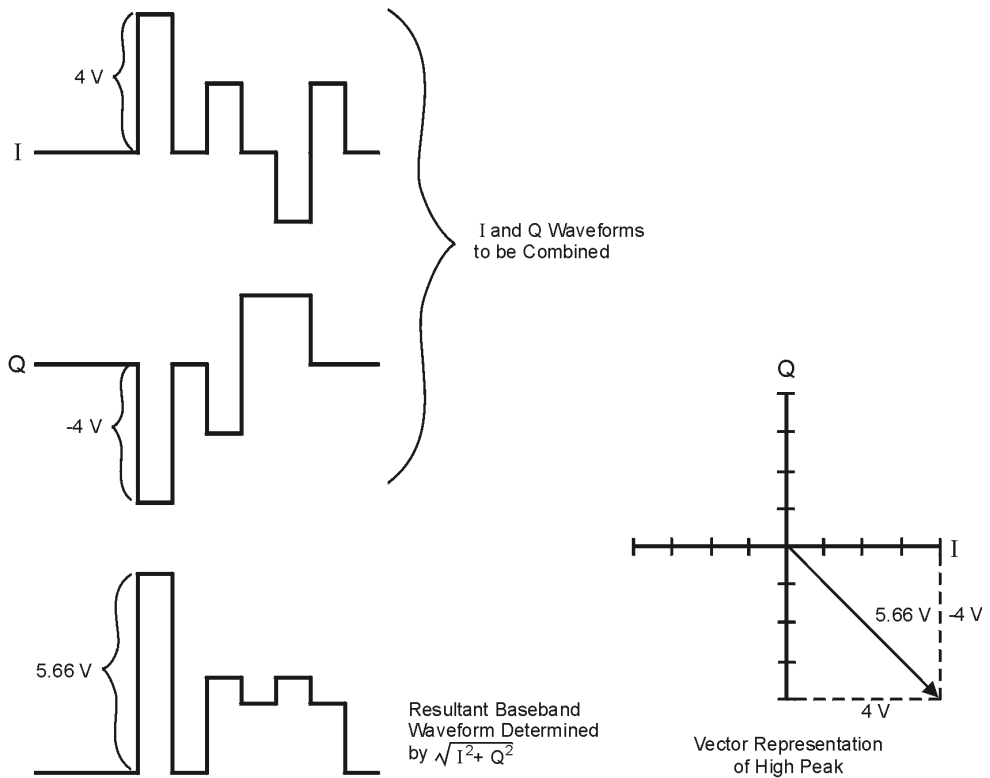 4 V
I
I and Q Waveforms
to be Combined
Q
-4 V
5.66 V
Resultant Baseband
Waveform Determined
by √I²+ Q²
Q
I
5.66 V
-4 V
4 V
Vector Representation
of High Peak